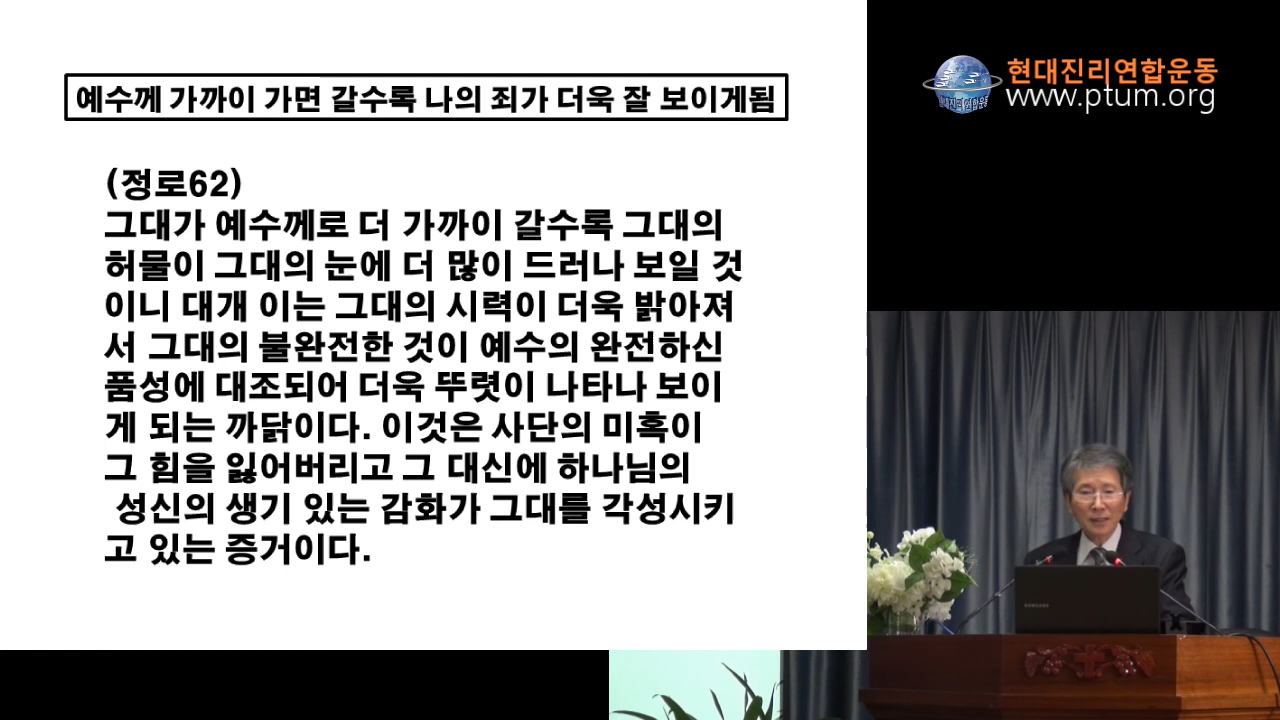 예수께 가까이 가면 갈수록 나의 죄가 더욱 잘 보이게됨
(정로62)
그대가 예수께로 더 가까이 갈수록 그대의
허물이 그대의 눈에 더 많이 드러나 보일 것
이니 대개 이는 그대의 시력이 더욱 밝아져
서 그대의 불완전한 것이 예수의 완전하신
품성에 대조되어 더욱 뚜렷이 나타나 보이
게 되는 까닭이다. 이것은 사단의 미혹이
그 힘을 잃어버리고 그 대신에 하나님의
성신의 생기 있는 감화가 그대를 각성시키
고 있는 증거이다.
현대진리연합운동
www.ptum.org
현대진리연합운동
SAMSUNG